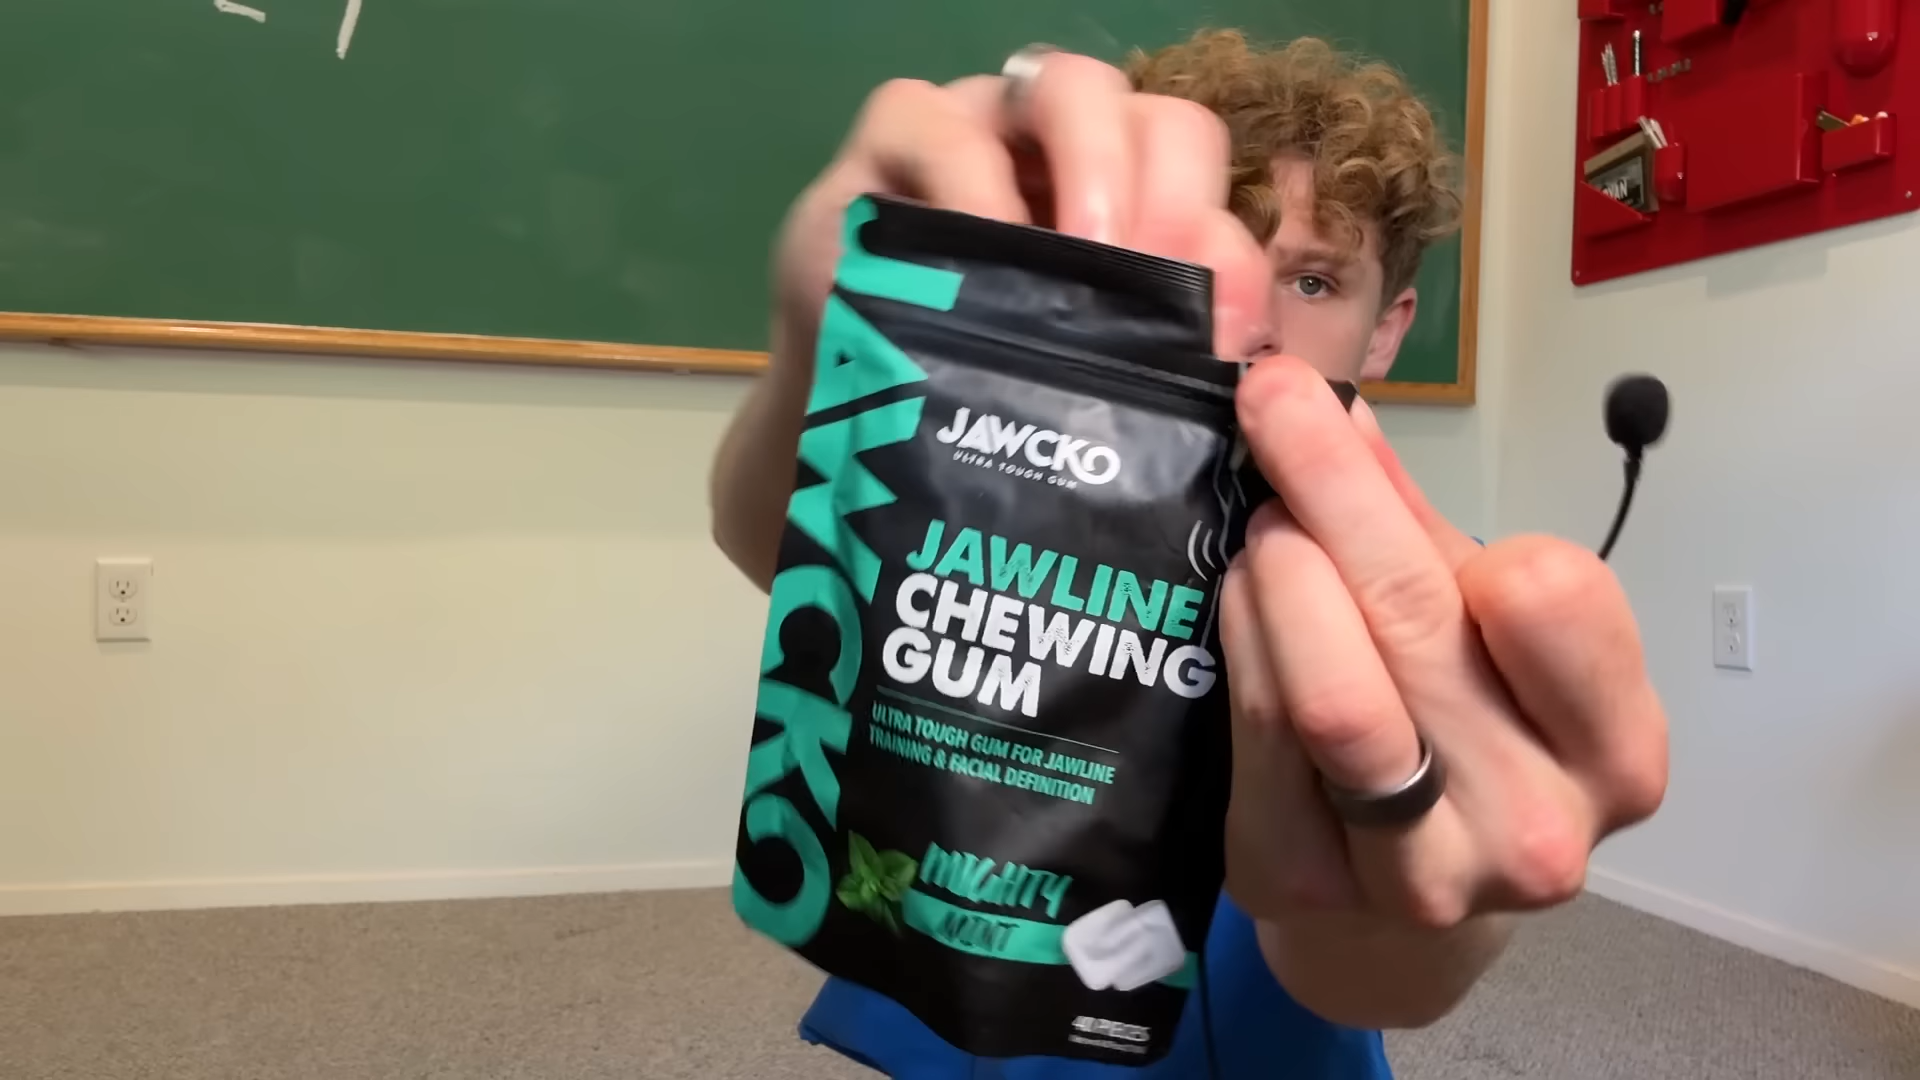 JAWCKO
JAWCKO
ULTRA TOUGH GUM
JAWLINE
CHEWING
GUM
ULTRA TOUGH GUM FOR JAWLINE
TRAINING & FACIAL DEFINITION
MIGHTY
MINT